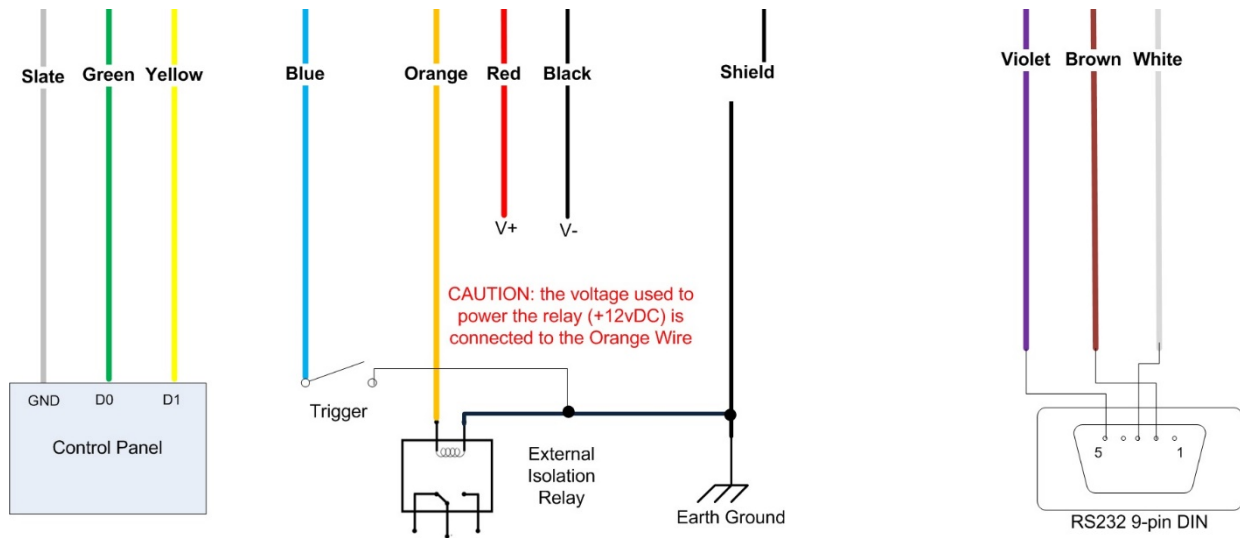 Slate Green Yellow Blue Orange Red Black Shield Violet Brown White
V+ V-
CAUTION: the voltage used to
power the relay (+12vDC) is
connected to the Orange Wire
GND D0 D1
Trigger
Control Panel
External
Isolation
Relay
5 1
Earth Ground
RS232 9-pin DIN